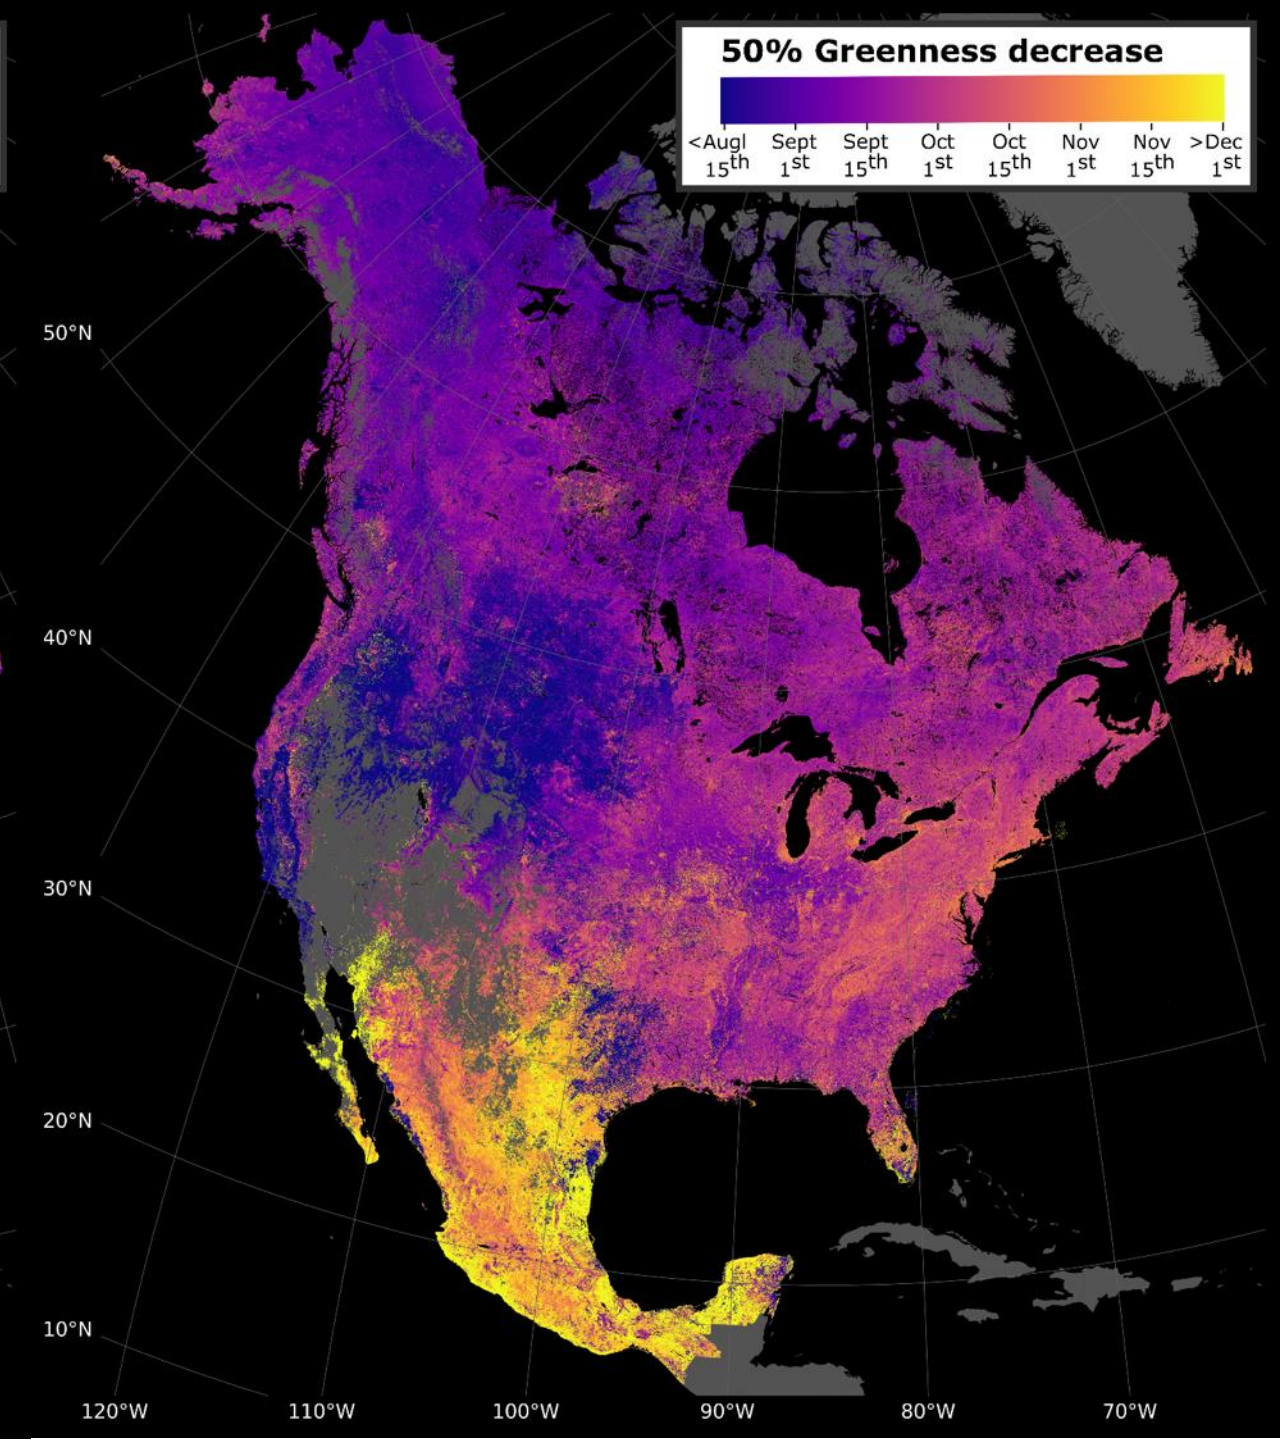 50% Greenness decrease
<Augl Sept Sept Oct Oct Nov Nov >Dec
15th 1st 15th 1st 15th 1st 15th 1st
50°N
40°N
30°N
20°N
10°N
120°W 110°W 100°W 90°W 80°W 70°W